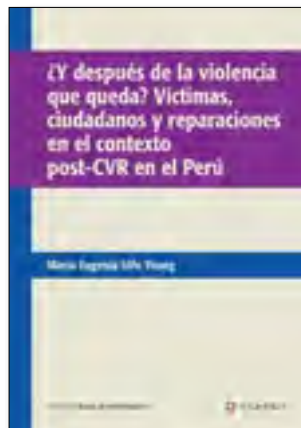 ¿Y después de la violencia
que queda? Víctimas,
ciudadanos y reparaciones
en el contexto
post-CVR en el Perú
María Eugenia Ulfe Young
CLACSO